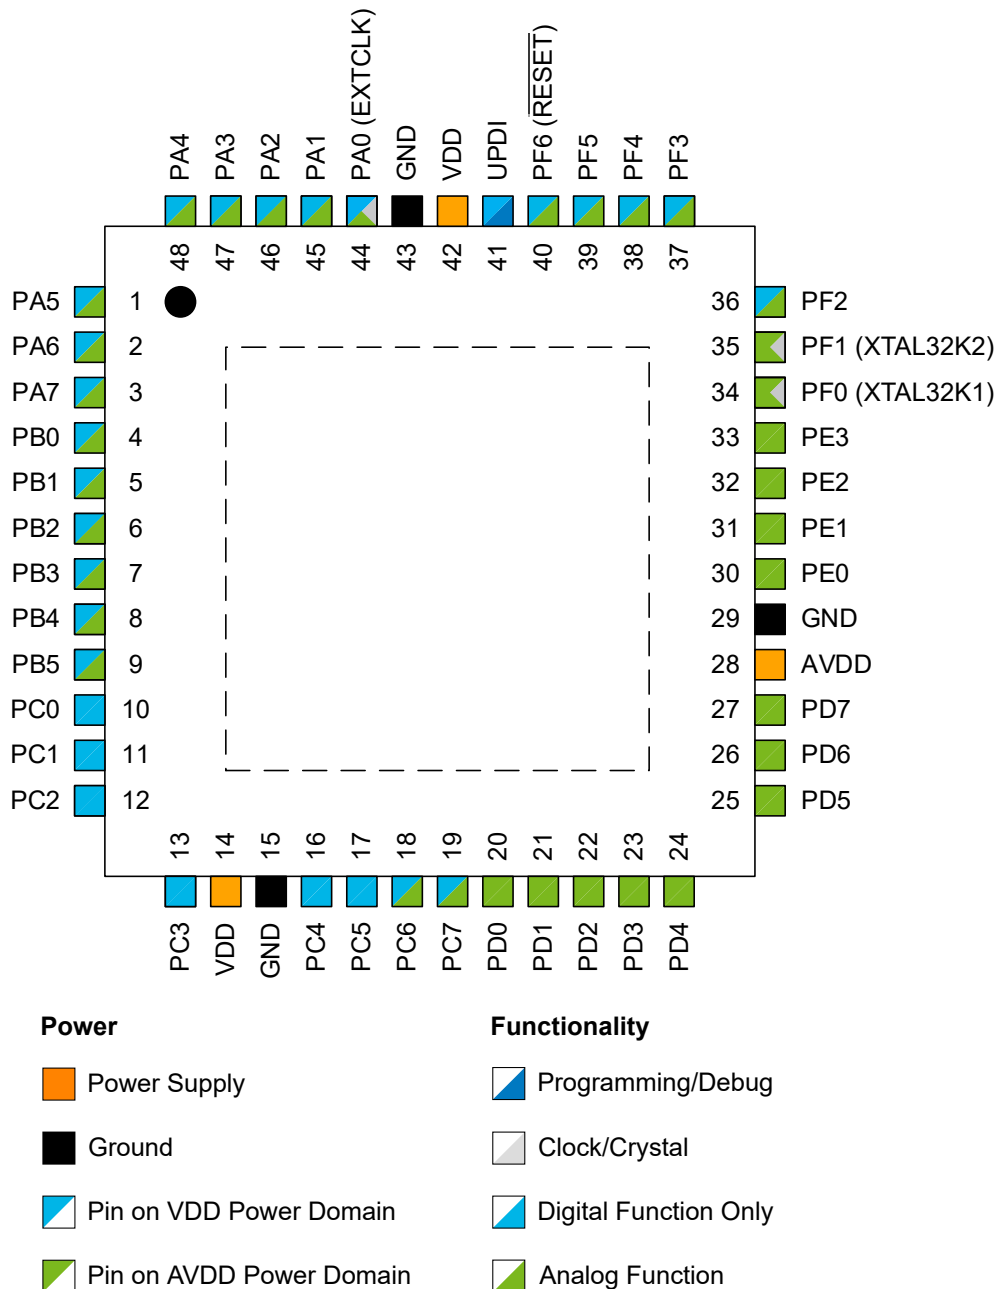 PA4 PA3 PA2 PA1 PA0 (EXTCLK) GND VDD UPDI PF6 (RESET) PF5 PF4 PF3
48 47 46 45 44 43 42 41 40 39 38 37
PA5 1 36 PF2
PA6 2 35 PF1 (XTAL32K2)
PA7 3 34 PF0 (XTAL32K1)
PB0 4 33 PE3
PB1 5 32 PE2
PB2 6 31 PE1
PB3 7 30 PE0
PB4 8 29 GND
PB5 9 28 AVDD
PC0 10 27 PD7
PC1 11 26 PD6
PC2 12 25 PD5
13 14 15 16 17 18 19 20 21 22 23 24
PC3 VDD GND PC4 PC5 PC6 PC7 PD0 PD1 PD2 PD3 PD4
Power Functionality
Power Supply Programming/Debug
Ground Clock/Crystal
Pin on VDD Power Domain Digital Function Only
Pin on AVDD Power Domain Analog Function